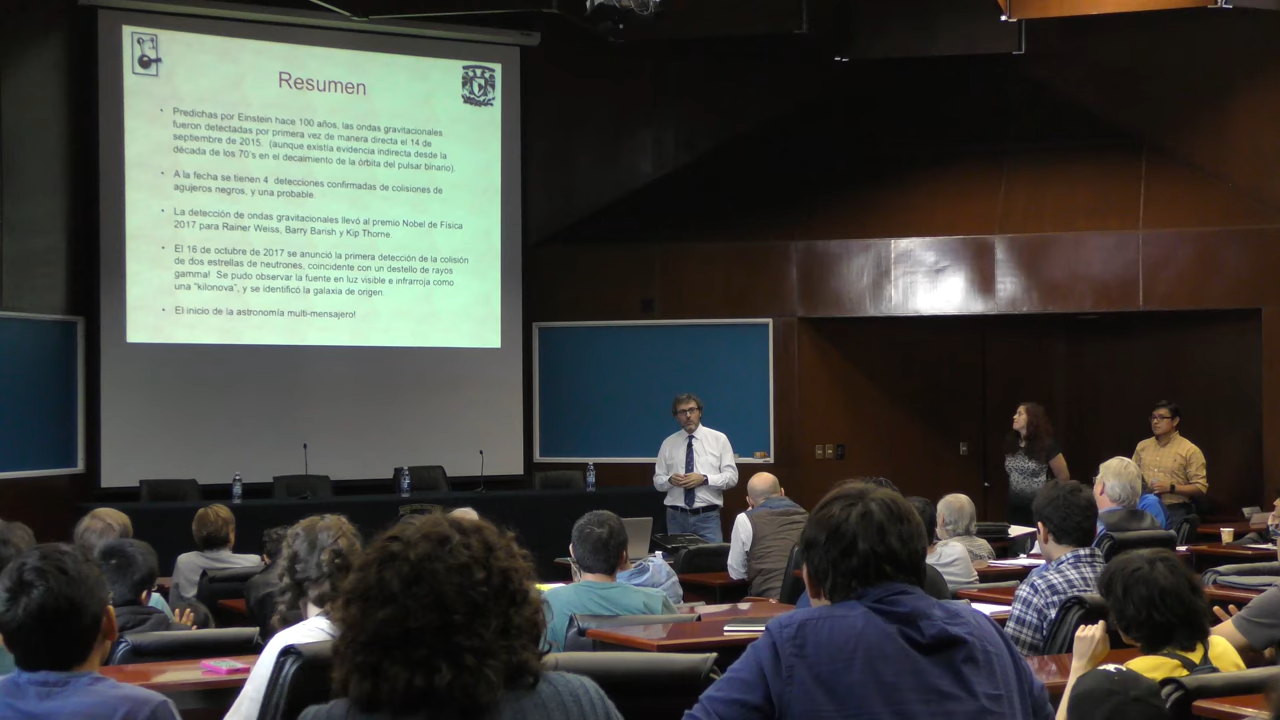 Resumen
• Predichas por Einstein hace 100 años, las ondas gravitacionales
fueron detectadas por primera vez de manera directa el 14 de
septiembre de 2015. (aunque existía evidencia indirecta desde la
década de los 70's en el decaimiento de la órbita del pulsar binario).
• A la fecha se tienen 4 detecciones confirmadas de colisiones de
agujeros negros, y una probable.
• La detección de ondas gravitacionales llevó al premio Nobel de Física
2017 para Rainer Weiss, Barry Barish y Kip Thorne.
• El 16 de octubre de 2017 se anunció la primera detección de la colisión
de dos estrellas de neutrones, coincidente con un destello de rayos
gamma! Se pudo observar la fuente en luz visible e infrarroja como
una "kilonova", y se identificó la galaxia de origen.
• El inicio de la astronomía multi-mensajero!